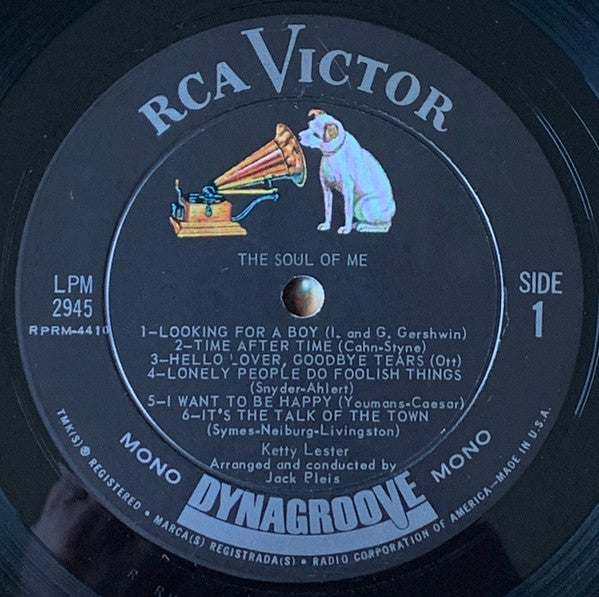 RCA VICTOR
THE SOUL OF ME
LPM
2945
RPRM-4410
SIDE
1
1—LOOKING FOR A BOY (I. and G. Gershwin)
2—TIME AFTER TIME (Cahn-Styne)
3—HELLO LOVER, GOODBYE TEARS (Ott)
4—LONELY PEOPLE DO FOOLISH THINGS
(Snyder-Ahlert)
5—I WANT TO BE HAPPY (Youmans-Caesar)
6—IT'S THE TALK OF THE TOWN
(Symes-Neiburg-Livingston)
Ketty Lester
Arranged and conducted by
Jack Pleis
MONO DYNAGROOVE MONO
TMK(S) ® REGISTERED • MARCA(S) REGISTRADA(S) • RADIO CORPORATION OF AMERICA—MADE IN U.S.A.